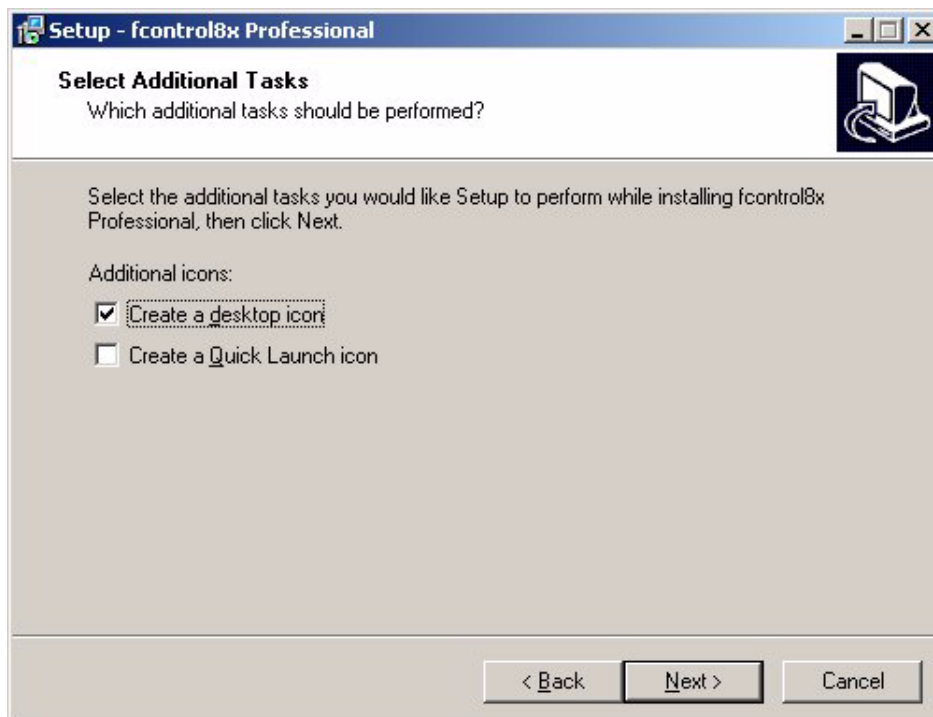 Setup - fcontrol8x Professional
Select Additional Tasks
Which additional tasks should be performed?
Select the additional tasks you would like Setup to perform while installing fcontrol8x
Professional, then click Next.
Additional icons:
Create a desktop icon
Create a Quick Launch icon
< Back Next > Cancel